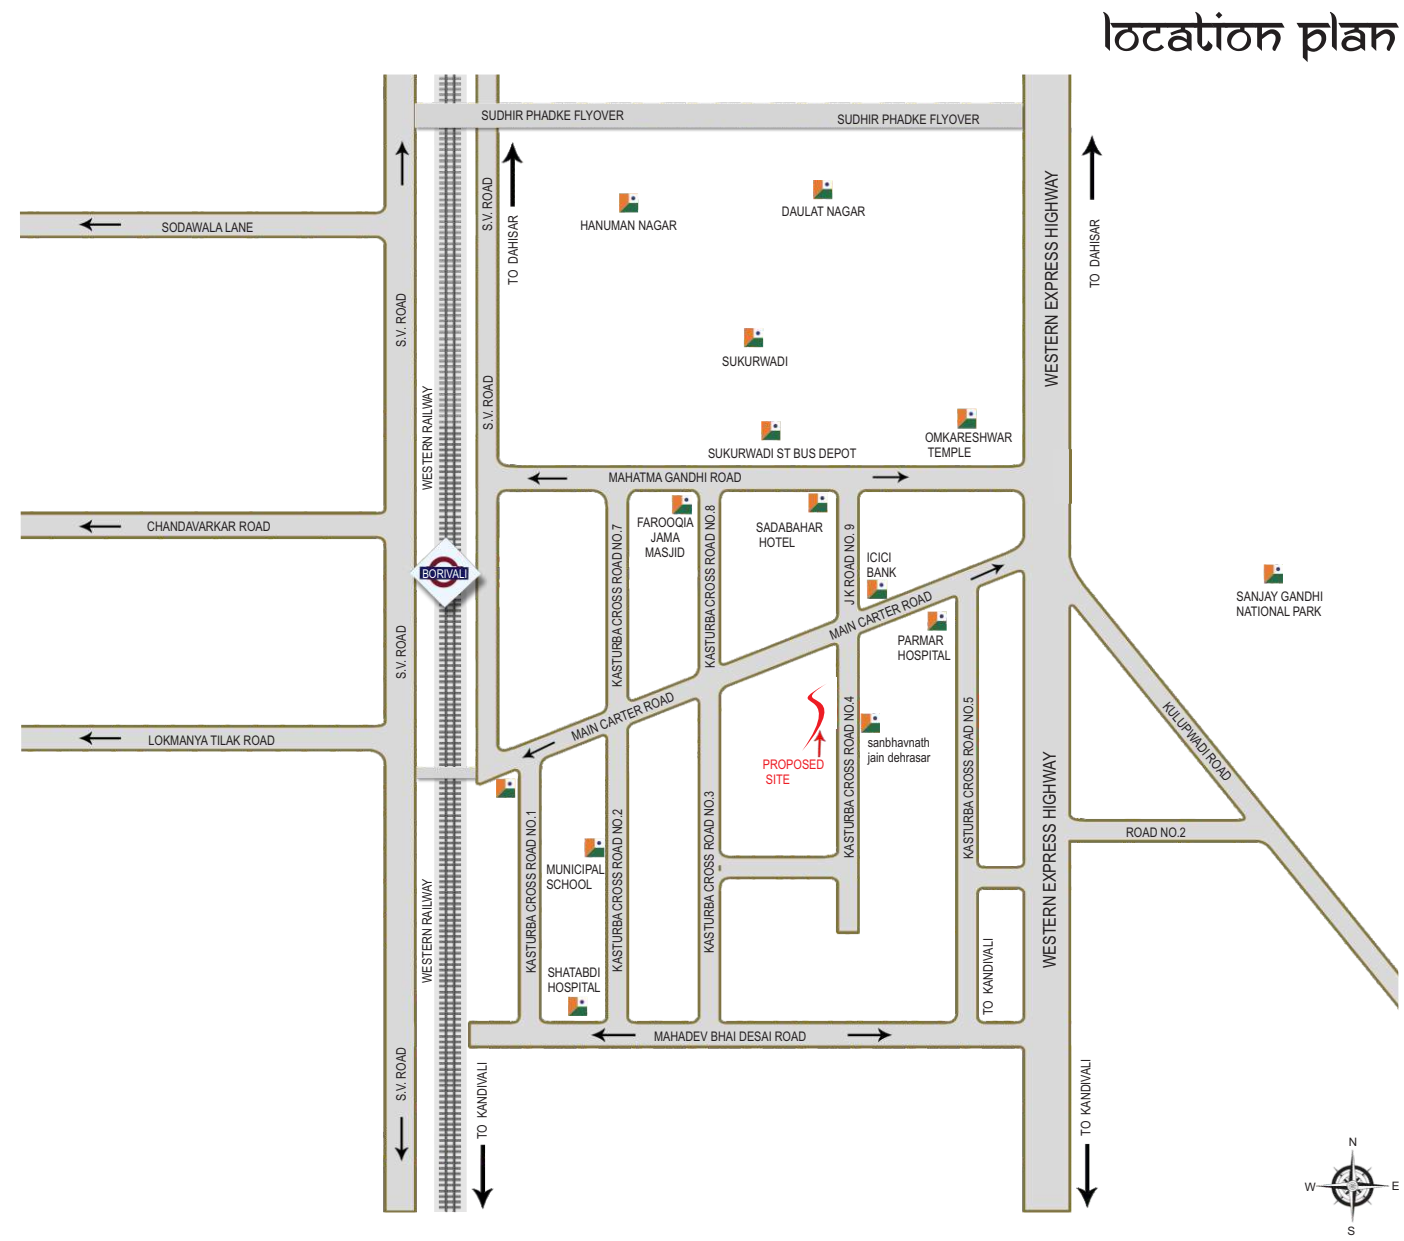 location plan
SUDHIR PHADKE FLYOVER
SUDHIR PHADKE FLYOVER
S.V. ROAD
TO DAHISAR
HANUMAN NAGAR
DAULAT NAGAR
WESTERN EXPRESS HIGHWAY
TO DAHISAR
SODAWALA LANE
S.V. ROAD
SUKURWADI
WESTERN RAILWAY
S.V. ROAD
SUKURWADI ST BUS DEPOT
OMKARESHWAR
TEMPLE
MAHATMA GANDHI ROAD
CHANDAVARKAR ROAD
KASTURBA CROSS ROAD NO.7
FAROOQIA
JAMA
MASJID
KASTURBA CROSS ROAD NO.8
SADABAHAR
HOTEL
J K ROAD NO. 9
ICICI
BANK
BORIVALI
MAIN CARTER ROAD
PARMAR
HOSPITAL
SANJAY GANDHI
NATIONAL PARK
S.V. ROAD
MAIN CARTER ROAD
LOKMANYA TILAK ROAD
PROPOSED
SITE
KASTURBA CROSS ROAD NO.4
sanbhavnath
jain dehrasar
KASTURBA CROSS ROAD NO.5
WESTERN EXPRESS HIGHWAY
KULUPWADI ROAD
ROAD NO.2
KASTURBA CROSS ROAD NO.1
MUNICIPAL
SCHOOL
KASTURBA CROSS ROAD NO.2
KASTURBA CROSS ROAD NO.3
WESTERN RAILWAY
SHATABDI
HOSPITAL
TO KANDIVALI
MAHADEV BHAI DESAI ROAD
S.V. ROAD
TO KANDIVALI
TO KANDIVALI
N
W
E
S